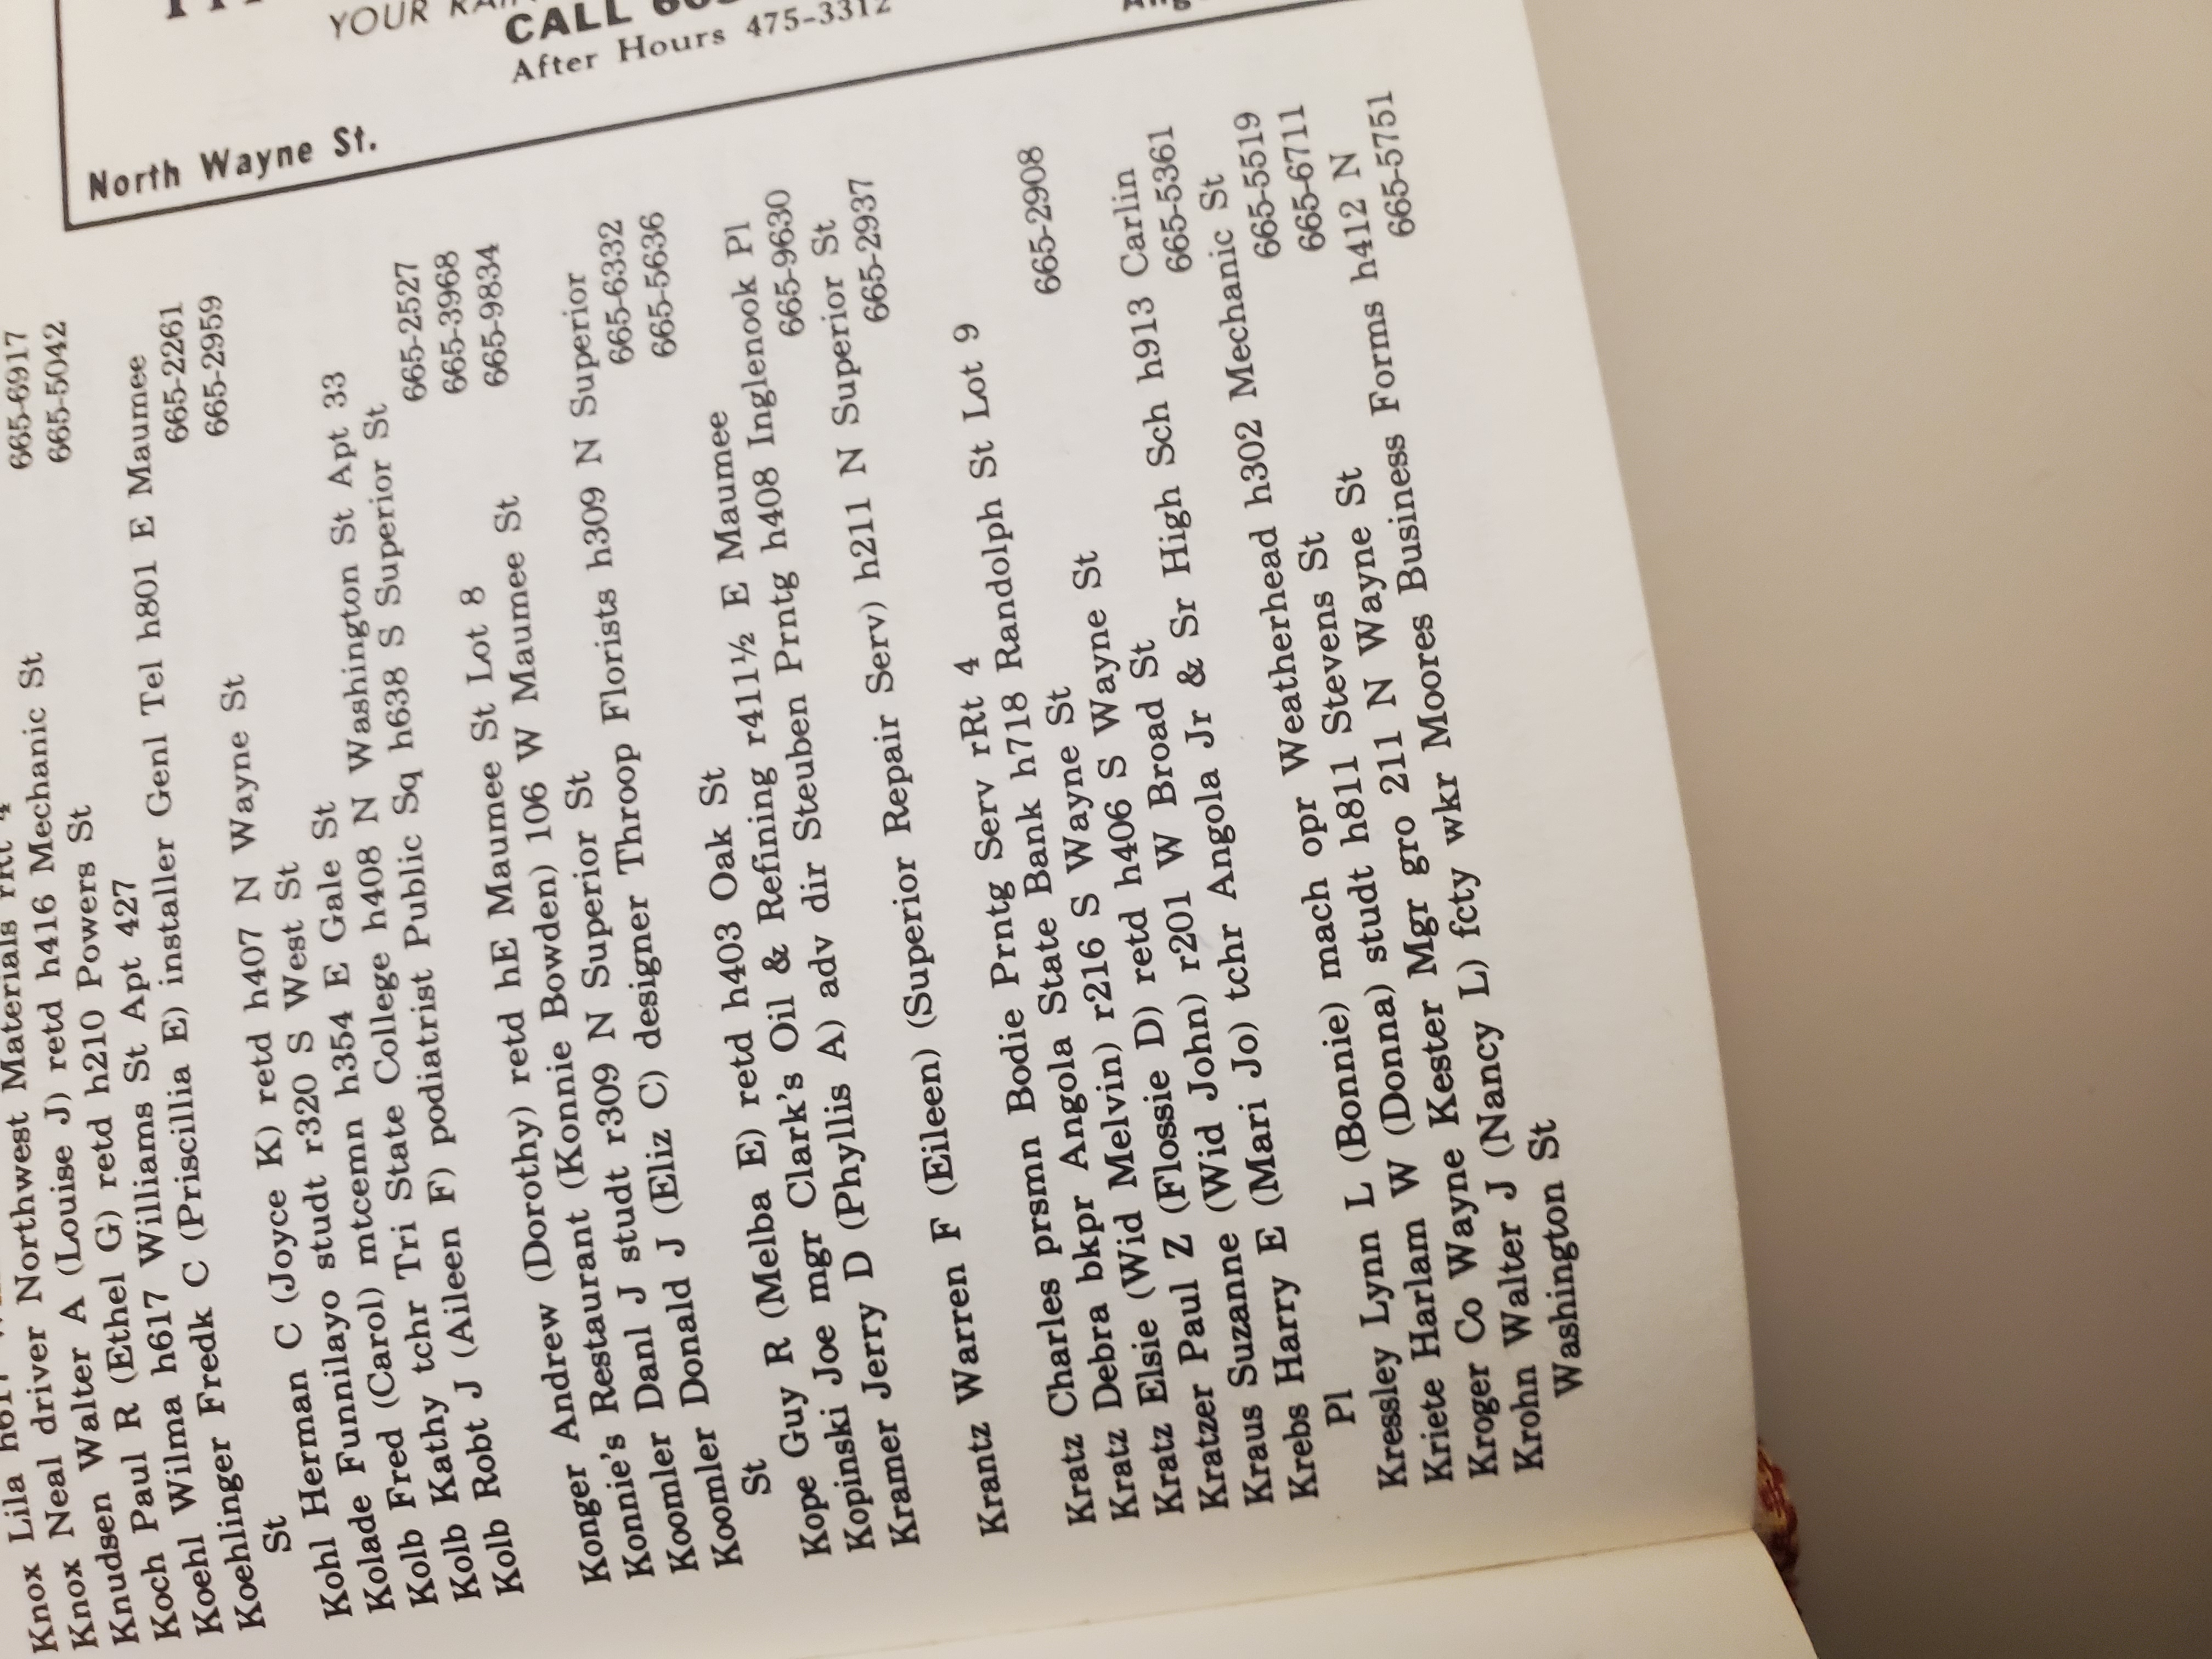 YOUR
CALL
After Hours 475-3312
North Wayne St.
Knox Lila h617
Knox Neal driver Northwest Materials rRt 4
Knudsen Walter A (Louise J) retd h416 Mechanic St 665-6917
Koch Paul R (Ethel G) retd h210 Powers St 665-5042
Koehl Wilma h617 Williams St Apt 427
Koehlinger Fredk C (Priscillia E) installer Genl Tel h801 E Maumee
St 665-2261
Kohl Herman C (Joyce K) retd h407 N Wayne St 665-2959
Kolade Funnilayo studt r320 S West St
Kolb Fred (Carol) mtcemn h354 E Gale St
Kolb Kathy tchr Tri State College h408 N Washington St Apt 33
Kolb Robt J (Aileen F) podiatrist Public Sq h638 S Superior St
665-2527
Konger Andrew (Dorothy) retd hE Maumee St Lot 8 665-3968
Konnie's Restaurant (Konnie Bowden) 106 W Maumee St 665-9834
Koomler Danl J studt r309 N Superior St
Koomler Donald J (Eliz C) designer Throop Florists h309 N Superior
St 665-6332
Kope Guy R (Melba E) retd h403 Oak St 665-5636
Kopinski Joe mgr Clark's Oil & Refining r411½ E Maumee
Kramer Jerry D (Phyllis A) adv dir Steuben Prntg h408 Inglenook Pl
665-9630
Krantz Warren F (Eileen) (Superior Repair Serv) h211 N Superior St
665-2937
Kratz Charles prsmn Bodie Prntg Serv rRt 4
Kratz Debra bkpr Angola State Bank h718 Randolph St Lot 9
Kratz Elsie (Wid Melvin) r216 S Wayne St
Kratzer Paul Z (Flossie D) retd h406 S Wayne St 665-2908
Kraus Suzanne (Wid John) r201 W Broad St
Krebs Harry E (Mari Jo) tchr Angola Jr & Sr High Sch h913 Carlin
Pl 665-5361
Kressley Lynn L (Bonnie) mach opr Weatherhead h302 Mechanic St
Kriete Harlam W (Donna) studt h811 Stevens St 665-5519
Kroger Co Wayne Kester Mgr gro 211 N Wayne St 665-6711
Krohn Walter J (Nancy L) fcty wkr Moores Business Forms h412 N
Washington St 665-5751